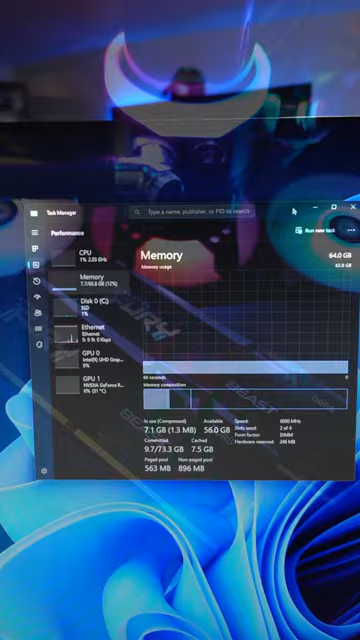 Task Manager
Type a name, publisher, or PID to search
Performance
Run new task
CPU
1% 2.03 GHz
Memory
7.7/63.8 GB (12%)
Disk 0 (C:)
SSD
1%
Ethernet
Ethernet
S: 0 R: 0 Kbps
GPU 0
Intel(R) UHD Grap...
0%
GPU 1
NVIDIA GeForce R...
0% (31 °C)
Memory
64.0 GB
Memory usage
63.8 GB
60 seconds
0
Memory composition
In use (Compressed)
Available
7.1 GB (1.3 MB)
56.0 GB
Committed
Cached
9.7/73.3 GB
7.5 GB
Paged pool
Non-paged pool
563 MB
896 MB
Speed:
6000 MHz
Slots used:
2 of 4
Form factor:
DIMM
Hardware reserved:
246 MB
FURY
BEAST
BEAST